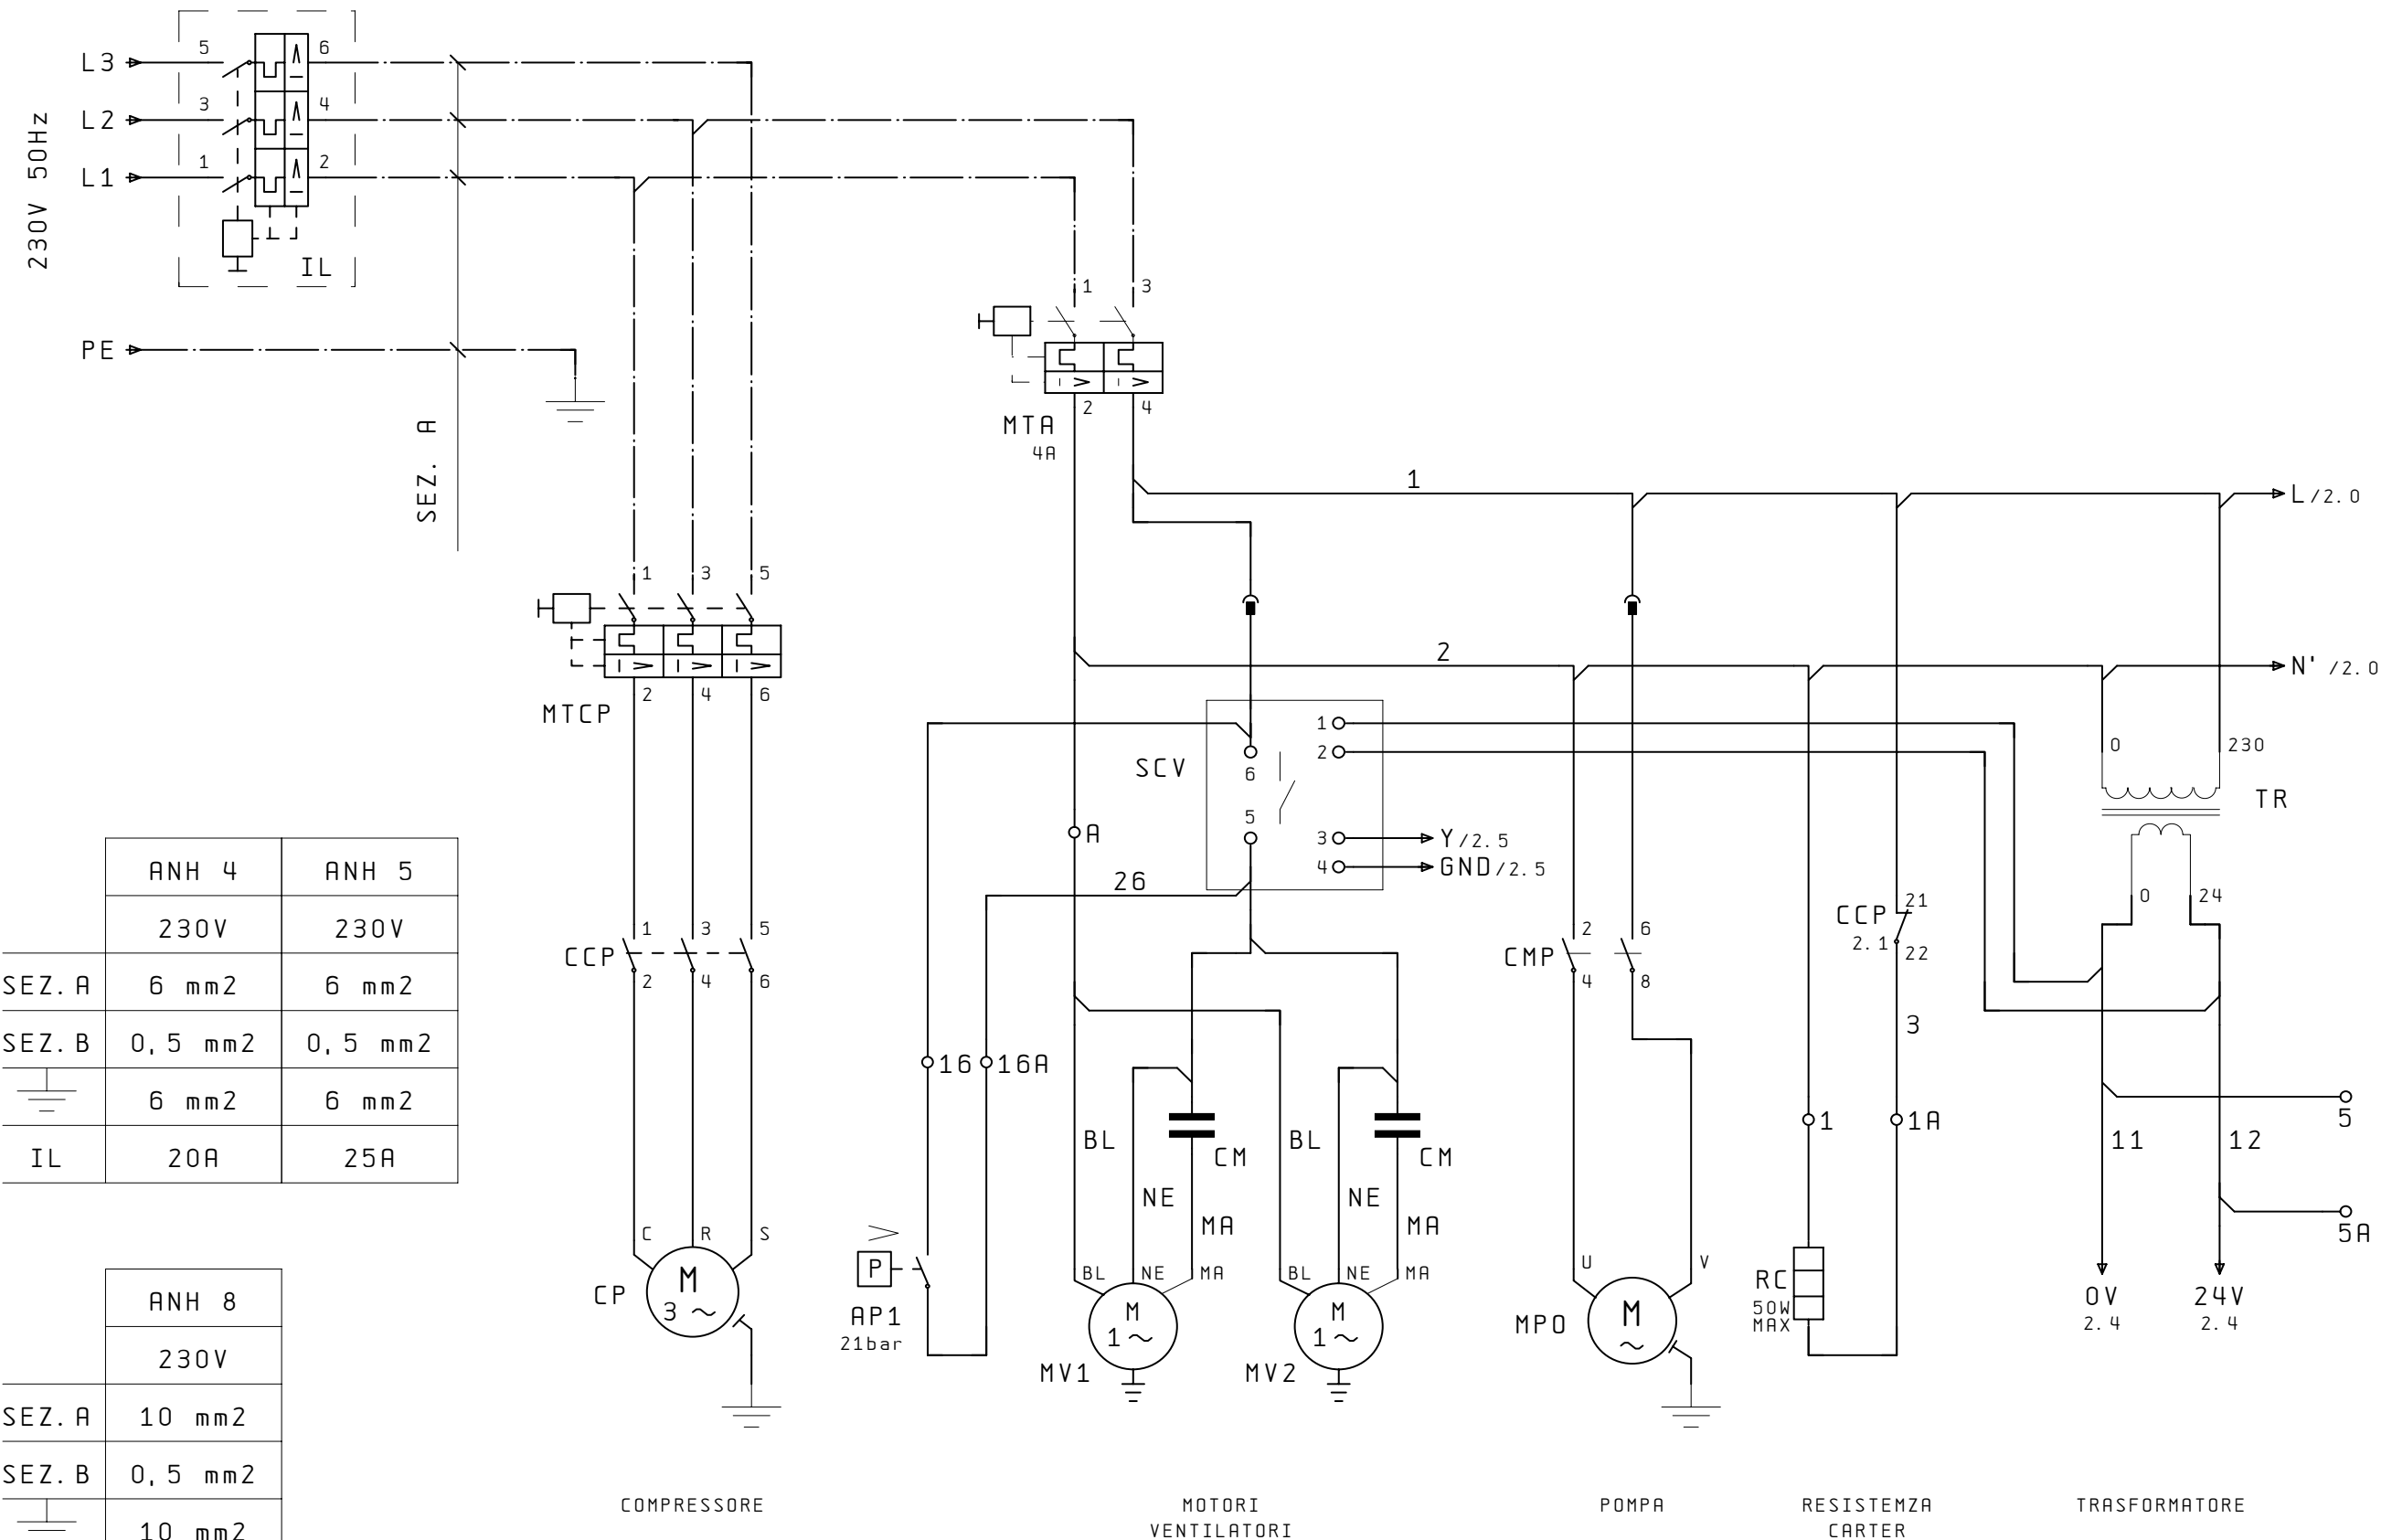 230V 50Hz
L3
5
6
L2
3
4
L1
1
2
IL
PE
SEZ. A
1
3
2
4
MTA
4A
1
L /2.0
1
3
5
2
4
6
MTCP
2
N' /2.0
SCV
6
5
1
2
3
4
Y /2.5
GND /2.5
A
26
0
230
TR
0
24
ANH 4
ANH 5
230V
230V
SEZ. A
6 mm2
6 mm2
SEZ. B
0,5 mm2
0,5 mm2
6 mm2
6 mm2
IL
20A
25A
CCP
1
3
5
2
4
6
CMP
2
6
4
8
CCP
2.1
21
22
3
16
16A
BL
CM
BL
CM
NE
MA
NE
MA
1
1A
11
12
5
5A
C
R
S
CP
M
3 ~
>
P
AP1
21bar
BL
NE
MA
M
1 ~
MV1
BL
NE
MA
M
1 ~
MV2
U
V
MPO
M
~
RC
50W
MAX
0V
2.4
24V
2.4
ANH 8
230V
SEZ. A
10 mm2
SEZ. B
0,5 mm2
10 mm2
COMPRESSORE
MOTORI
VENTILATORI
POMPA
RESISTEMZA
CARTER
TRASFORMATORE